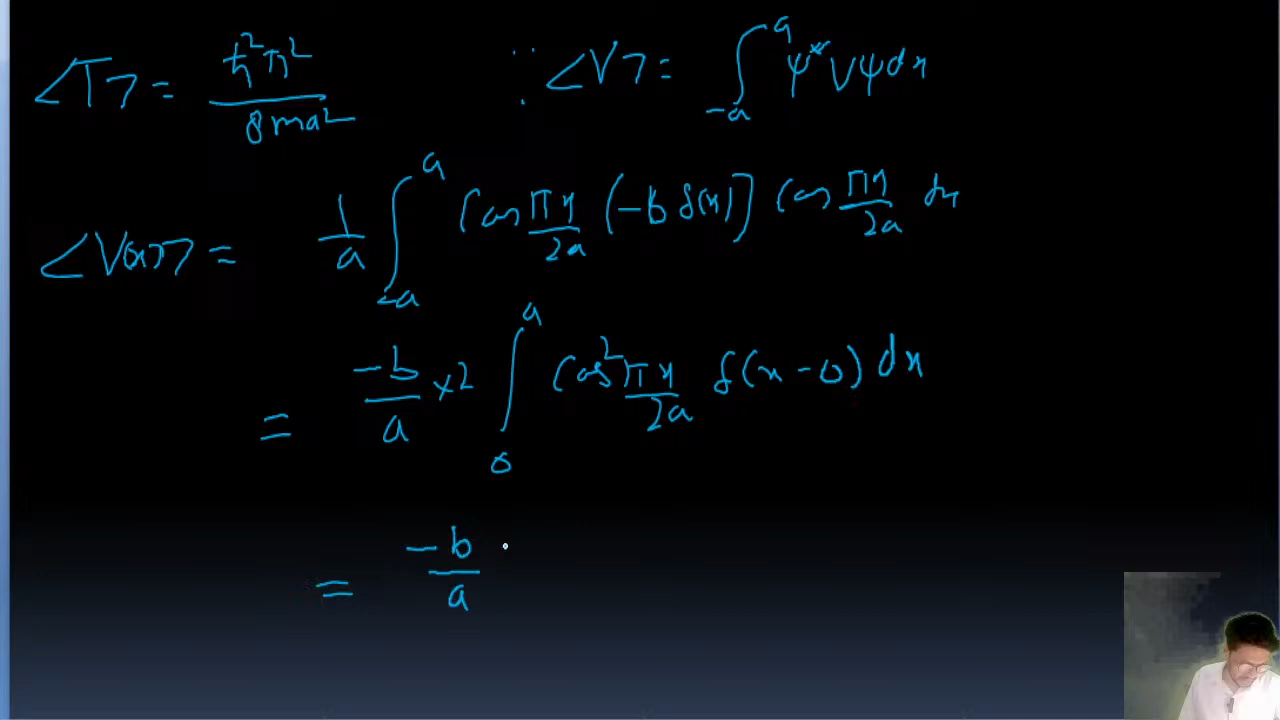 <T> = ħ²π² / 8ma² ∵ <V> = ∫_{-a}^{a} ψ* V ψ dx
<V(x)> = 1/a ∫_{-a}^{a} Cos πx/2a (-b δ(x)) Cos πx/2a dx
= -b/a × 2 ∫_{0}^{a} Cos² πx/2a δ(x-0) dx
= -b/a